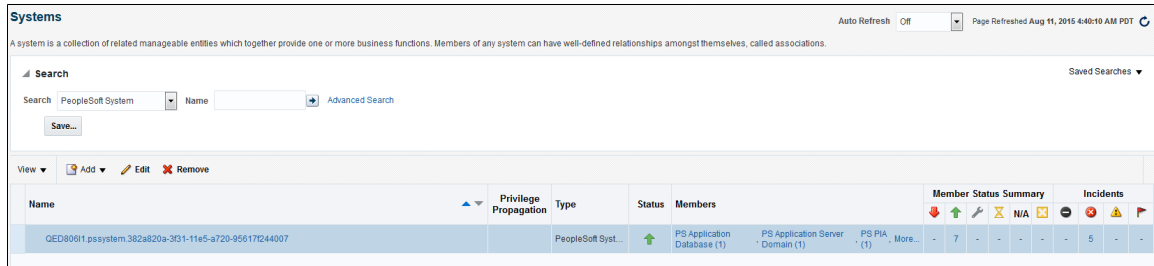 Systems
Auto Refresh Off Page Refreshed Aug 11, 2015 4:40:10 AM PDT
A system is a collection of related manageable entities which together provide one or more business functions. Members of any system can have well-defined relationships amongst themselves, called associations.
Search
Saved Searches
Search PeopleSoft System Name Advanced Search
Save...
View Add Edit Remove
Name Privilege Propagation Type Status Members Member Status Summary Incidents
N/A
QED806I1.pssystem.382a820a-3f31-11e5-a720-95617f244007 PeopleSoft Syst... PS Application Database (1) , PS Application Server Domain (1) , PS PIA (1) , More... - 7 - - - - - 5 - -